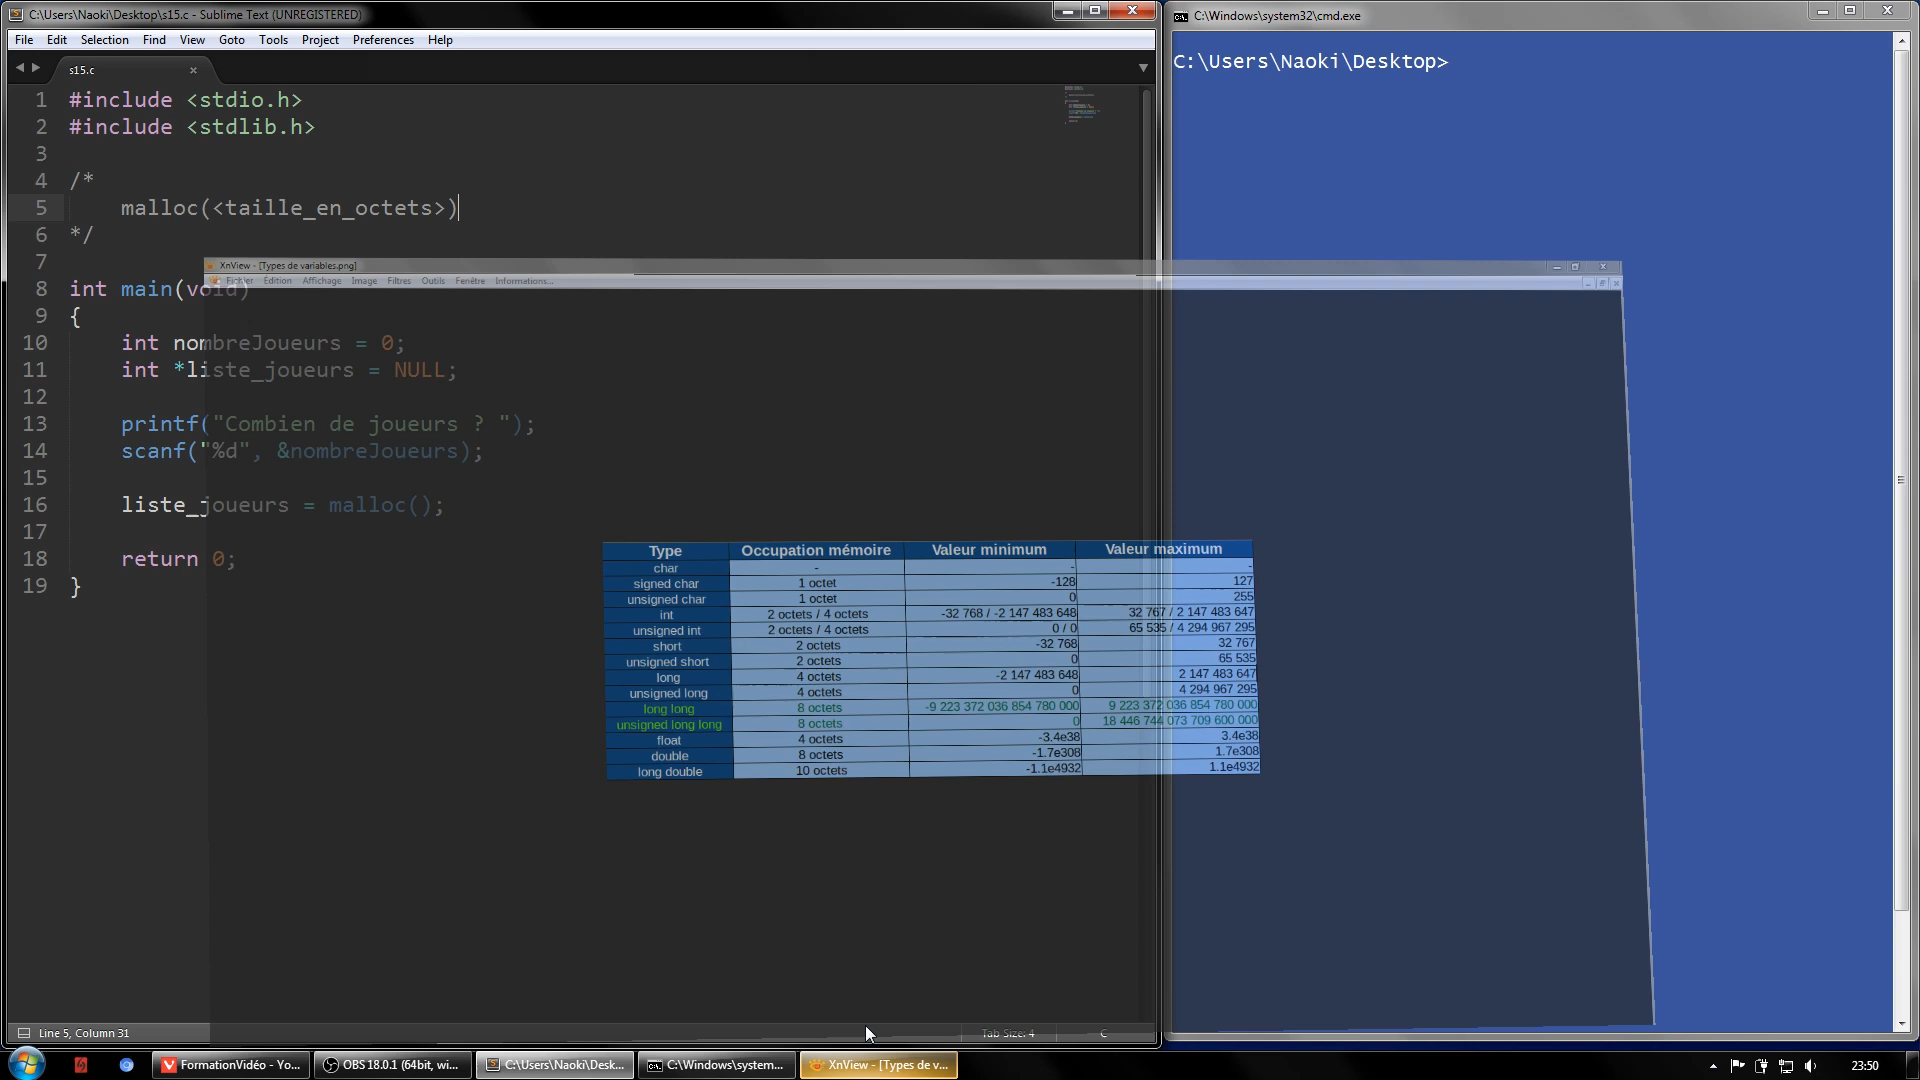 C:\Users\Naoki\Desktop\s15.c - Sublime Text (UNREGISTERED)
File Edit Selection Find View Goto Tools Project Preferences Help
s15.c
1 #include <stdio.h>
2 #include <stdlib.h>
3
4 /*
5 malloc(<taille_en_octets>)
6 */
7
8 int main(void)
9 {
10 int nombreJoueurs = 0;
11 int *liste_joueurs = NULL;
12
13 printf("Combien de joueurs ? ");
14 scanf("%d", &nombreJoueurs);
15
16 liste_joueurs = malloc();
17
18 return 0;
19 }
Line 5, Column 31
Tab Size: 4
C
C:\Windows\system32\cmd.exe
C:\Users\Naoki\Desktop>
XnView - [Types de variables.png]
Fichier Édition Affichage Image Filtres Outils Fenêtre Informations...
Type Occupation mémoire Valeur minimum Valeur maximum
char - - -
signed char 1 octet -128 127
unsigned char 1 octet 0 255
int 2 octets / 4 octets -32 768 / -2 147 483 648 32 767 / 2 147 483 647
unsigned int 2 octets / 4 octets 0 / 0 65 535 / 4 294 967 295
short 2 octets -32 768 32 767
unsigned short 2 octets 0 65 535
long 4 octets -2 147 483 648 2 147 483 647
unsigned long 4 octets 0 4 294 967 295
long long 8 octets -9 223 372 036 854 780 000 9 223 372 036 854 780 000
unsigned long long 8 octets 0 18 446 744 073 709 600 000
float 4 octets -3.4e38 3.4e38
double 8 octets -1.7e308 1.7e308
long double 10 octets -1.1e4932 1.1e4932
FormationVidéo - Yo...
OBS 18.0.1 (64bit, wi...
C:\Users\Naoki\Desk...
C:\Windows\system...
XnView - [Types de v...
23:50